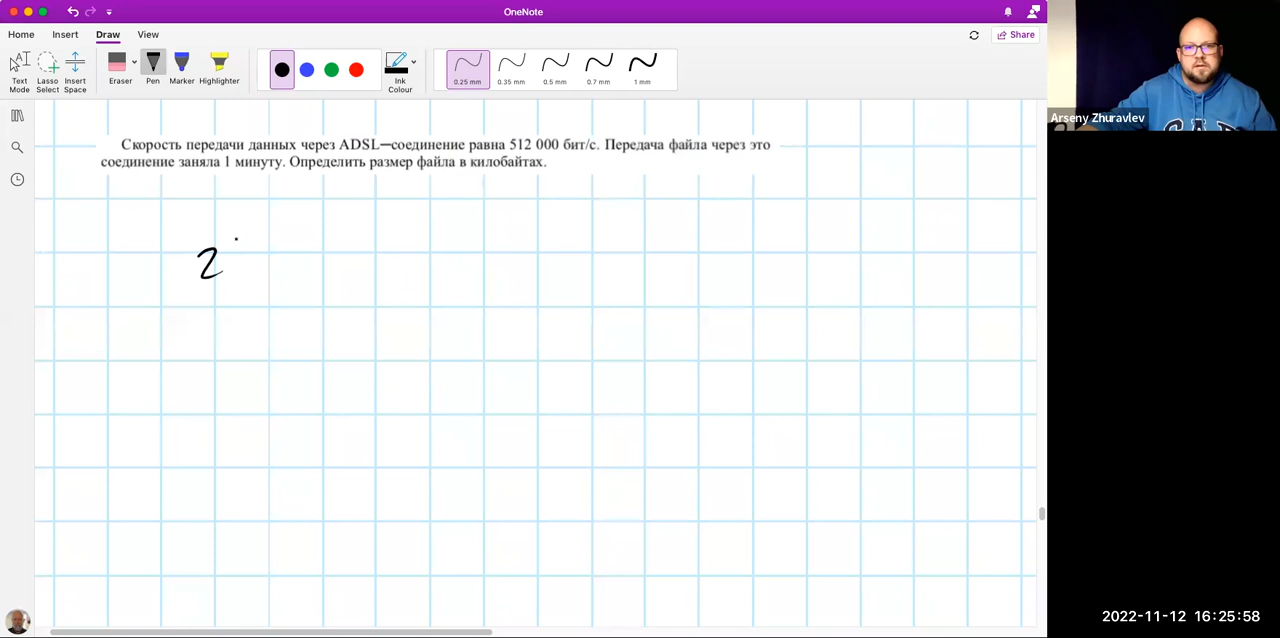 OneNote
Home Insert Draw View
Share
Text Mode
Lasso Select
Insert Space
Eraser
Pen
Marker
Highlighter
Ink Colour
0.25 mm
0.35 mm
0.5 mm
0.7 mm
1 mm
Arseny Zhuravlev
Скорость передачи данных через ADSL—соединение равна 512 000 бит/с. Передача файла через это
соединение заняла 1 минуту. Определить размер файла в килобайтах.
2
2022-11-12 16:25:58